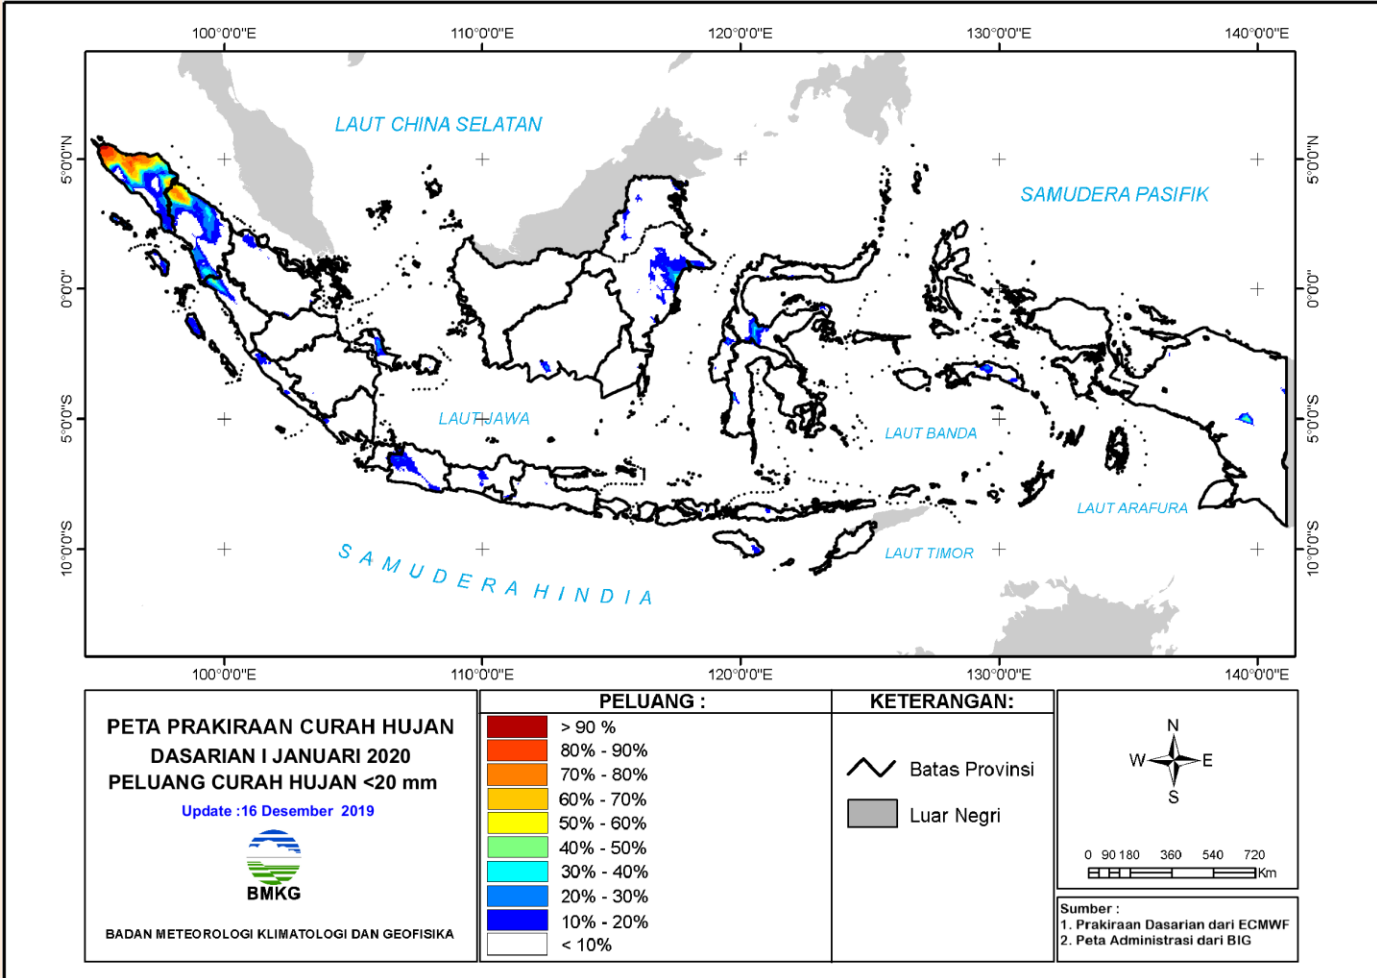 100°0'0"E 110°0'0"E 120°0'0"E 130°0'0"E 140°0'0"E
5°0'0"N
0°0'0"
5°0'0"S
10°0'0"S
LAUT CHINA SELATAN
SAMUDERA PASIFIK
LAUT JAWA
LAUT BANDA
LAUT ARAFURA
LAUT TIMOR
SAMUDERA HINDIA
5°0'0"N
0°0'0"
5°0'0"S
10°0'0"S
100°0'0"E 110°0'0"E 120°0'0"E 130°0'0"E 140°0'0"E
PETA PRAKIRAAN CURAH HUJAN
DASARIAN I JANUARI 2020
PELUANG CURAH HUJAN <20 mm
Update :16 Desember 2019
BMKG
BADAN METEOROLOGI KLIMATOLOGI DAN GEOFISIKA
PELUANG :
> 90 %
80% - 90%
70% - 80%
60% - 70%
50% - 60%
40% - 50%
30% - 40%
20% - 30%
10% - 20%
< 10%
KETERANGAN:
Batas Provinsi
Luar Negri
N
W E
S
0 90 180 360 540 720
Km
Sumber :
1. Prakiraan Dasarian dari ECMWF
2. Peta Administrasi dari BIG